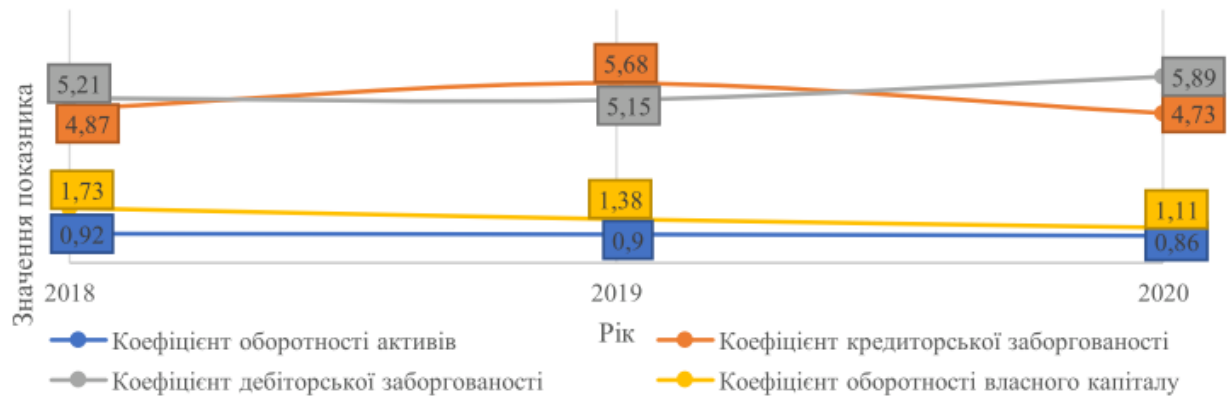 Значення показника
5,21
4,87
5,68
5,15
5,89
4,73
1,73
0,92
1,38
0,9
1,11
0,86
2018 2019 2020
Рік
Коефіцієнт оборотності активів
Коефіцієнт кредиторської заборгованості
Коефіцієнт дебіторської заборгованості
Коефіцієнт оборотності власного капіталу